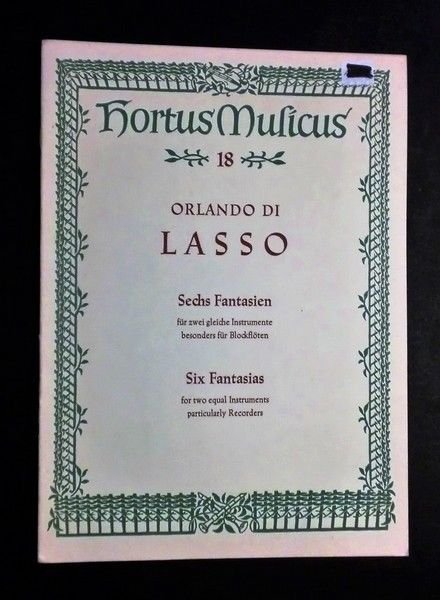 Hortus Musicus
18
ORLANDO DI
LASSO
Sechs Fantasien
für zwei gleiche Instrumente
besonders für Blockflöten
Six Fantasias
for two equal Instruments
particularly Recorders